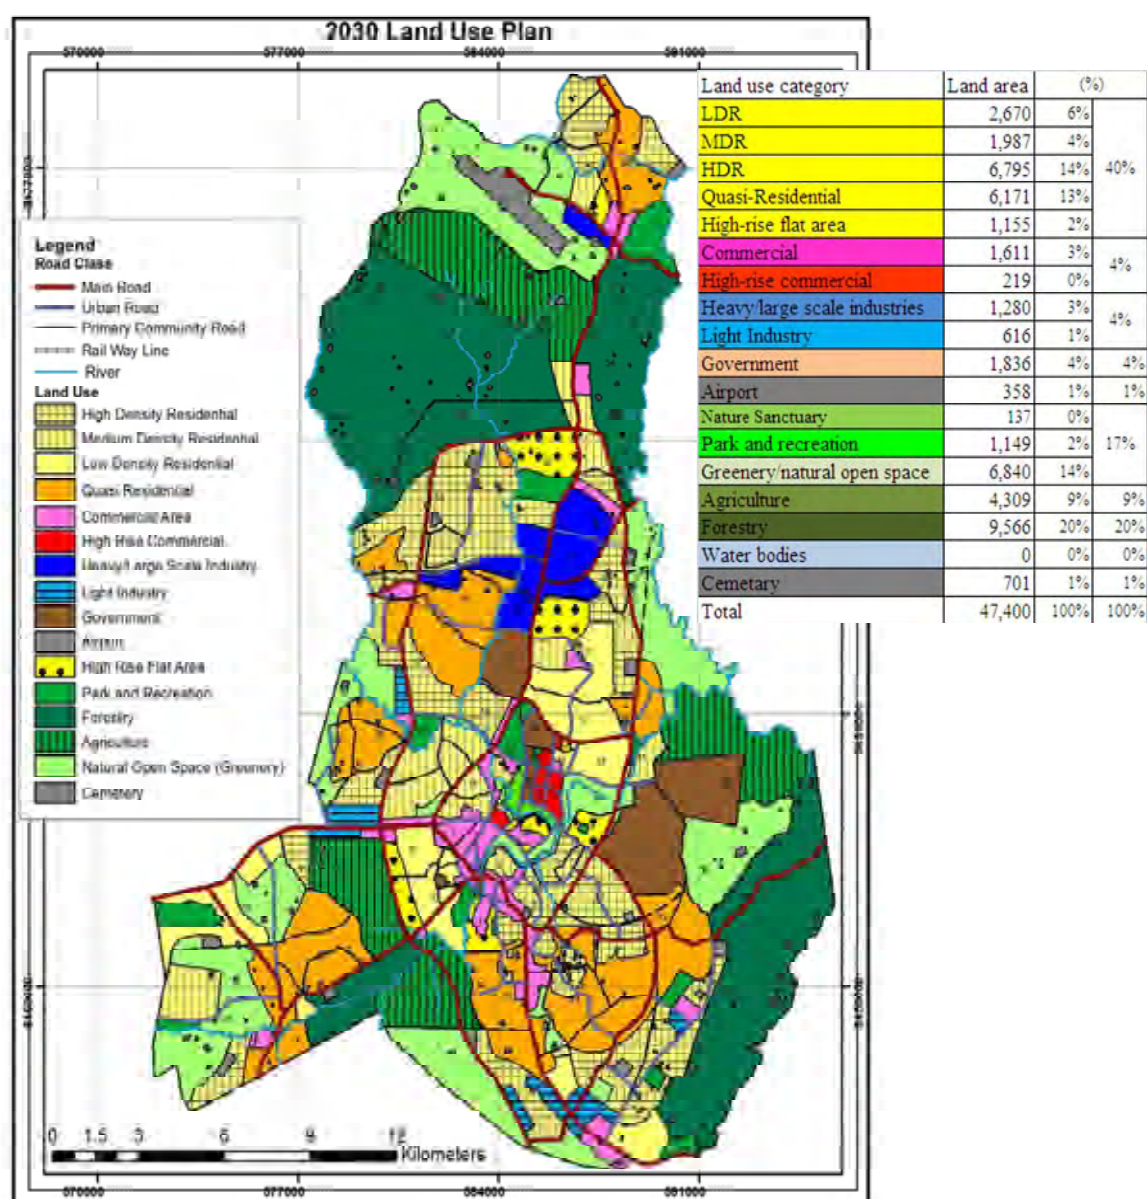 2030 Land Use Plan
570000 577000 584000 591000
Land use category Land area (%)
LDR 2,670 6%
MDR 1,987 4%
HDR 6,795 14% 40%
Quasi-Residential 6,171 13%
High-rise flat area 1,155 2%
Commercial 1,611 3% 4%
High-rise commercial 219 0%
Heavy/large scale industries 1,280 3% 4%
Light Industry 616 1%
Government 1,836 4% 4%
Airport 358 1% 1%
Nature Sanctuary 137 0%
Park and recreation 1,149 2% 17%
Greenery/natural open space 6,840 14%
Agriculture 4,309 9% 9%
Forestry 9,566 20% 20%
Water bodies 0 0% 0%
Cemetary 701 1% 1%
Total 47,400 100% 100%
Legend
Road Class
Main Road
Urban Road
Primary Community Road
Rail Way Line
River
Land Use
High Density Residential
Medium Density Residential
Low Density Residential
Quasi Residential
Commercial Area
High Rise Commercial
Heavy/Large Scale Industry
Light Industry
Government
Airport
High Rise Flat Area
Park and Recreation
Forestry
Agriculture
Natural Open Space (Greenery)
Cemetery
0 1.5 3 6 9 12
Kilometers
570000 577000 584000 591000